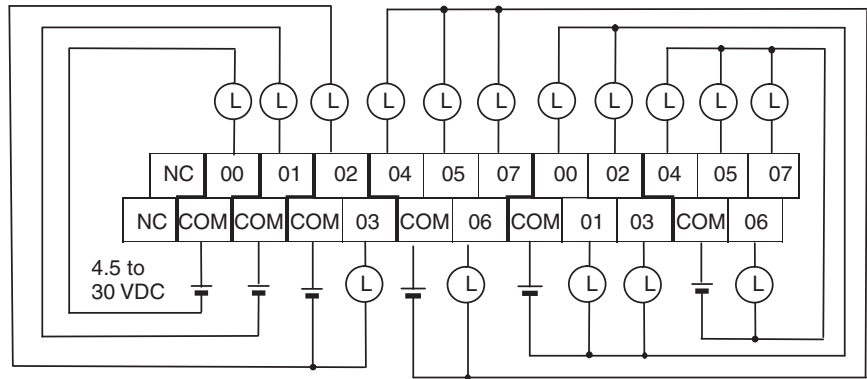 L L L L L L L L L L L
NC 00 01 02 04 05 07 00 02 04 05 07
NC COM COM COM 03 COM 06 COM 01 03 COM 06
4.5 to
30 VDC
L L L L L